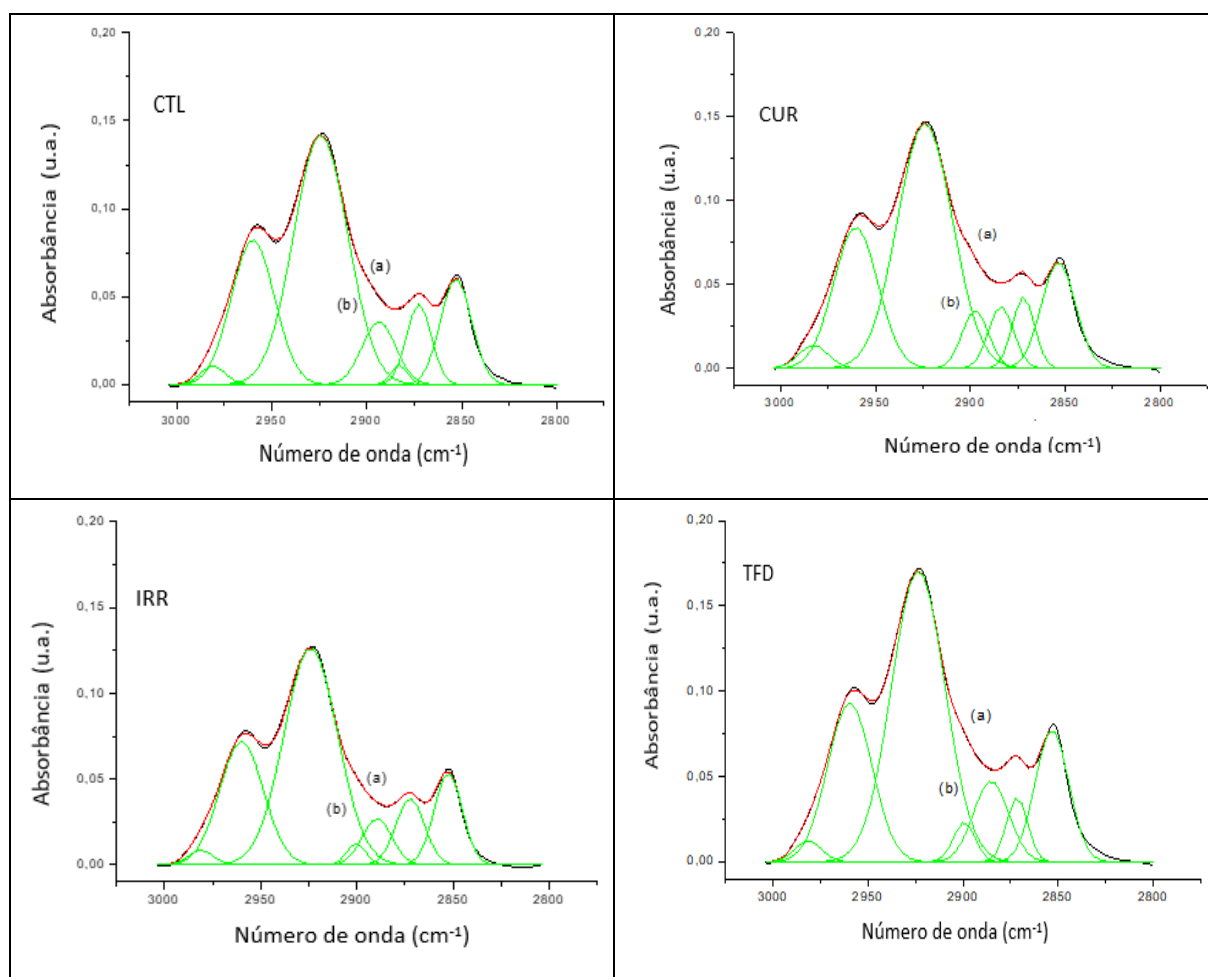 0,20
0,15
0,10
0,05
0,00
Absorbância (u.a.)
CTL
(a)
(b)
3000 2950 2900 2850 2800
Número de onda (cm⁻¹)
0,20
0,15
0,10
0,05
0,00
Absorbância (u.a.)
CUR
(a)
(b)
3000 2950 2900 2850 2800
Número de onda (cm⁻¹)
0,20
0,15
0,10
0,05
0,00
Absorbância (u.a.)
IRR
(a)
(b)
3000 2950 2900 2850 2800
Número de onda (cm⁻¹)
0,20
0,15
0,10
0,05
0,00
Absorbância (u.a.)
TFD
(a)
(b)
3000 2950 2900 2850 2800
Número de onda (cm⁻¹)